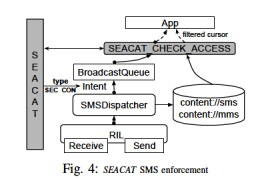 App
filtered cursor
SEACAT
SEACAT_CHECK_ACCESS
BroadcastQueue
type
SEC_CON
Intent
SMSDispatcher
content://sms
content://mms
RIL
Receive
Send
Fig. 4: SEACAT SMS enforcement